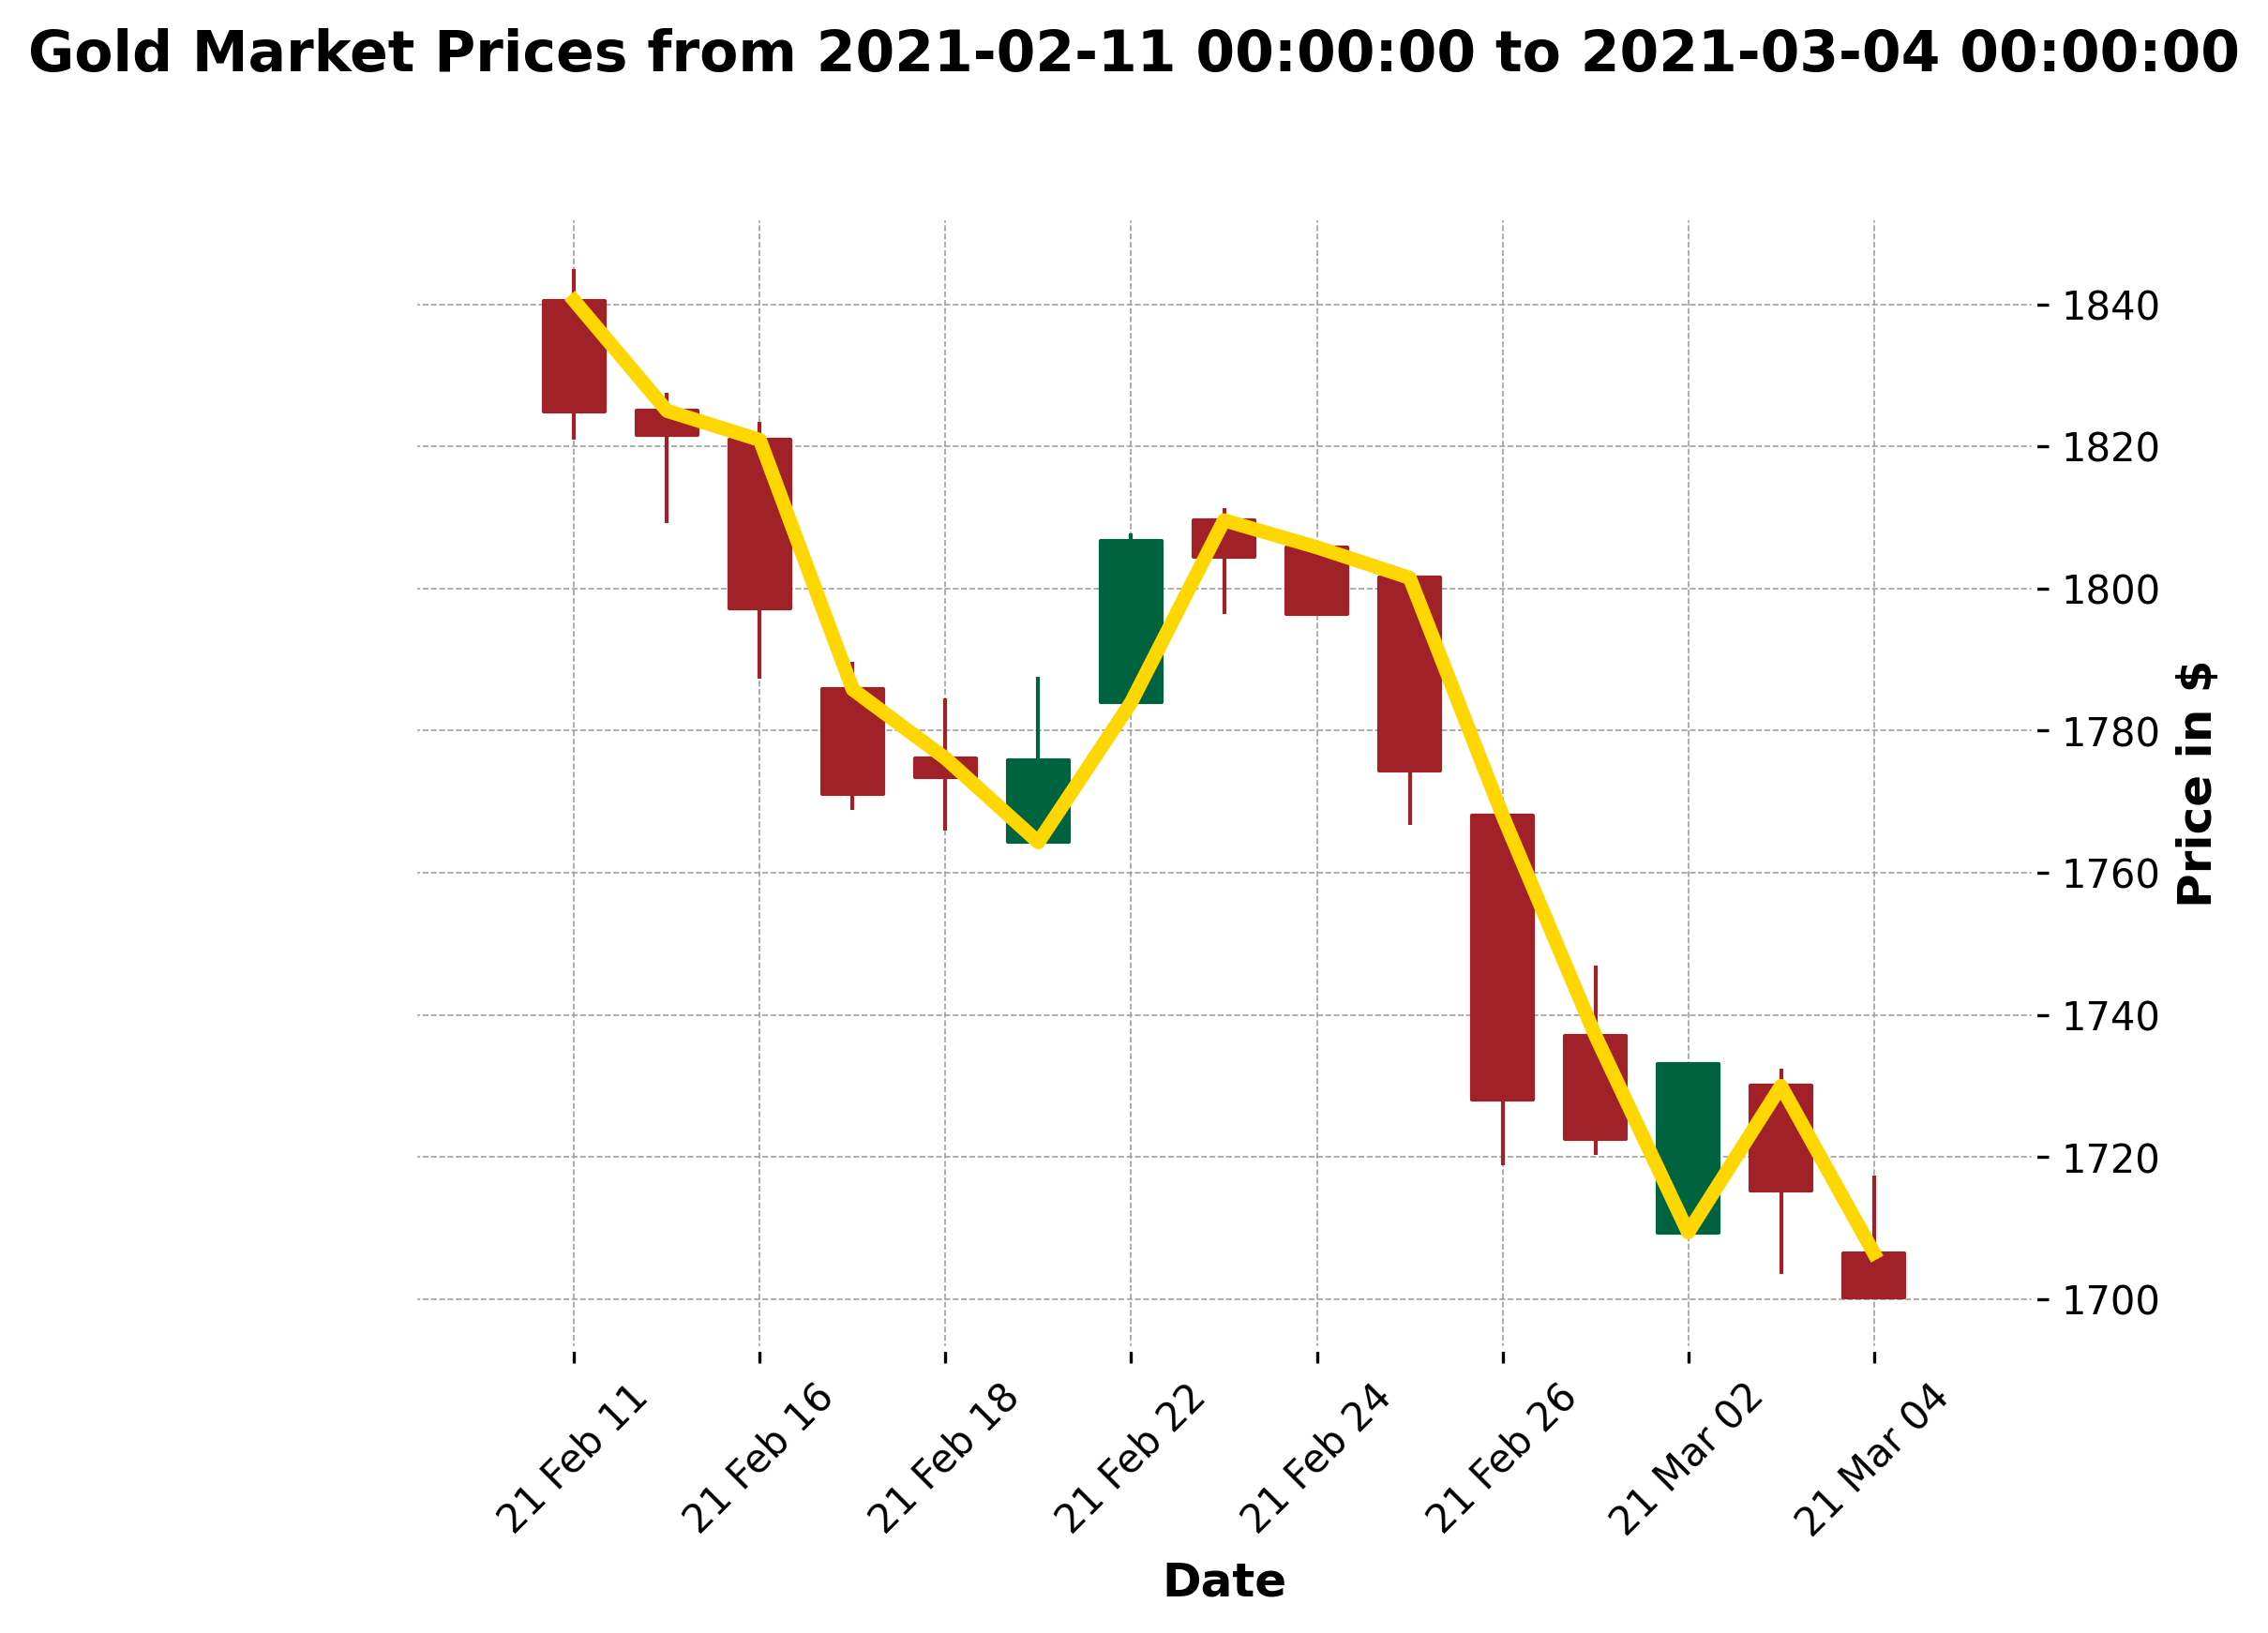 Gold Market Prices from 2021-02-11 00:00:00 to 2021-03-04 00:00:00
1840
1820
1800
1780
1760
1740
1720
1700
Price in $
21 Feb 11
21 Feb 16
21 Feb 18
21 Feb 22
21 Feb 24
21 Feb 26
21 Mar 02
21 Mar 04
Date